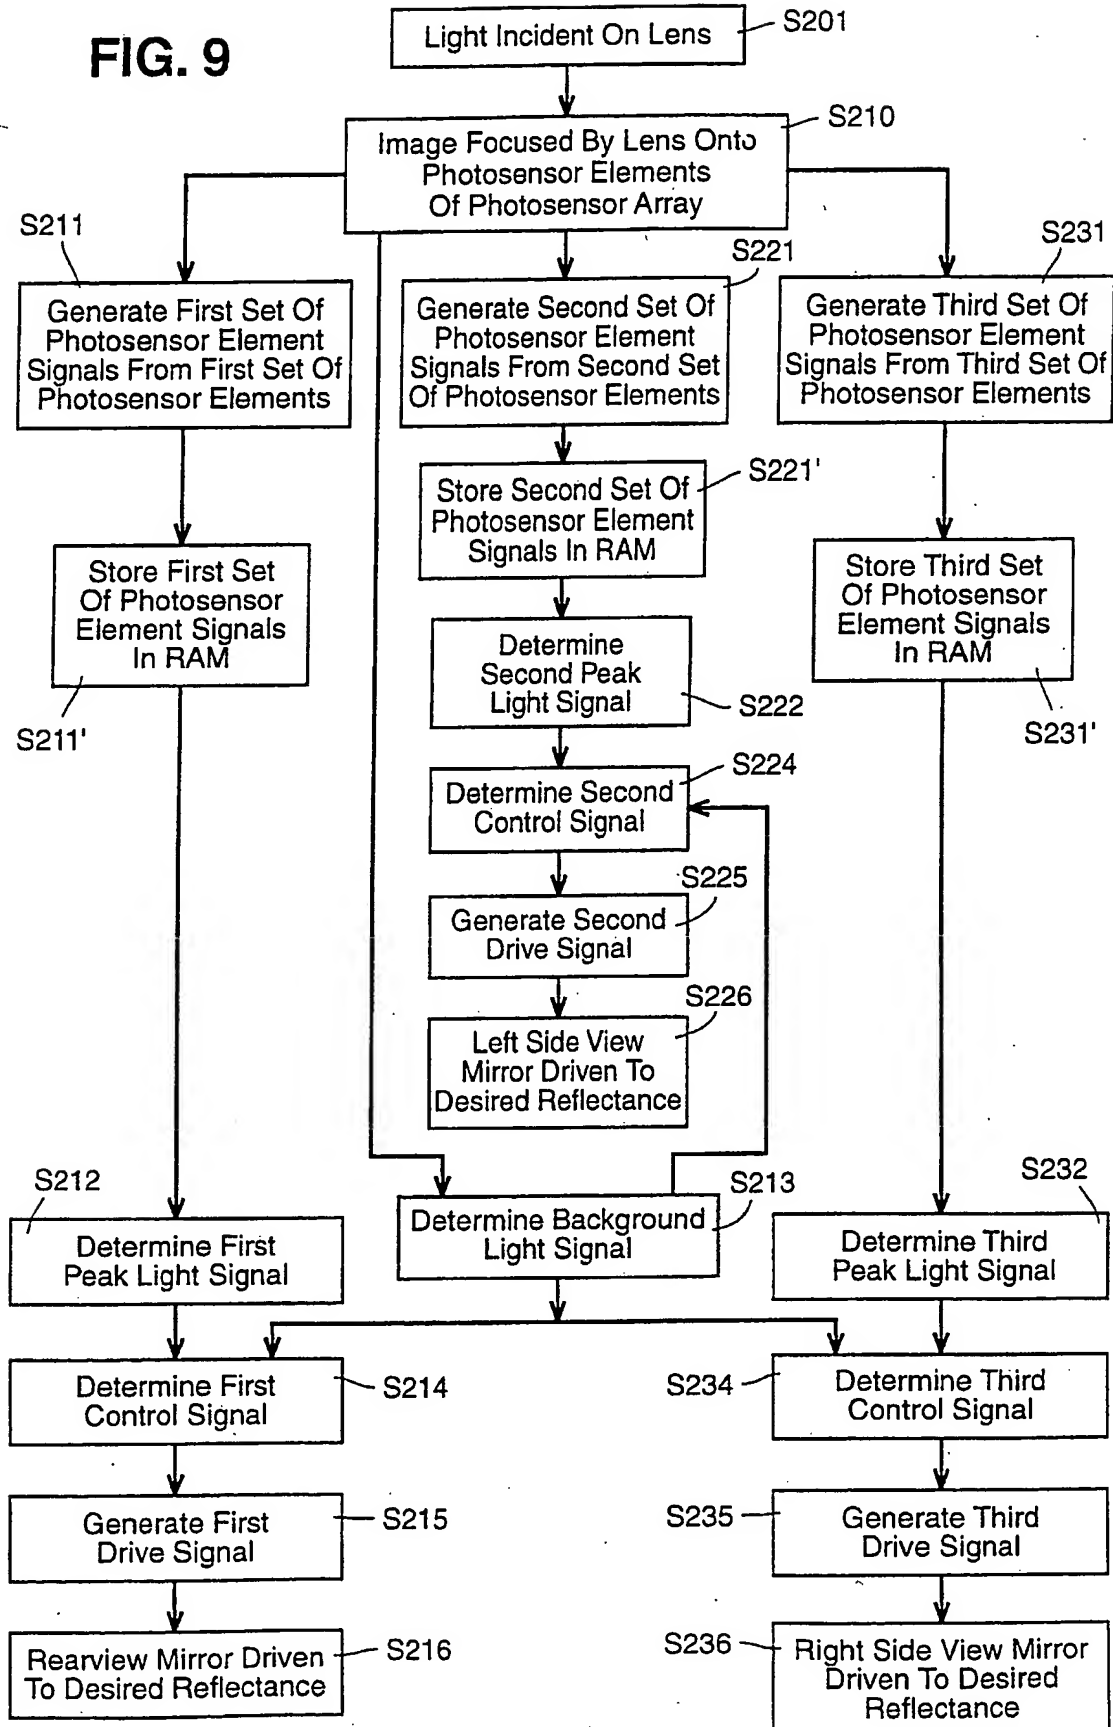 FIG. 9
Light Incident On Lens
S201
Image Focused By Lens Onto
Photosensor Elements
Of Photosensor Array
S210
S211
Generate First Set Of
Photosensor Element
Signals From First Set Of
Photosensor Elements
S221
Generate Second Set Of
Photosensor Element
Signals From Second Set
Of Photosensor Elements
S231
Generate Third Set Of
Photosensor Element
Signals From Third Set Of
Photosensor Elements
Store First Set
Of Photosensor
Element Signals
In RAM
S211'
Store Second Set Of
Photosensor Element
Signals In RAM
S221'
Store Third Set
Of Photosensor
Element Signals
In RAM
S231'
Determine
Second Peak
Light Signal
S222
Determine Second
Control Signal
S224
Generate Second
Drive Signal
S225
Left Side View
Mirror Driven To
Desired Reflectance
S226
S212
Determine First
Peak Light Signal
Determine Background
Light Signal
S213
S232
Determine Third
Peak Light Signal
Determine First
Control Signal
S214
S234
Determine Third
Control Signal
Generate First
Drive Signal
S215
S235
Generate Third
Drive Signal
Rearview Mirror Driven
To Desired Reflectance
S216
S236
Right Side View Mirror
Driven To Desired
Reflectance